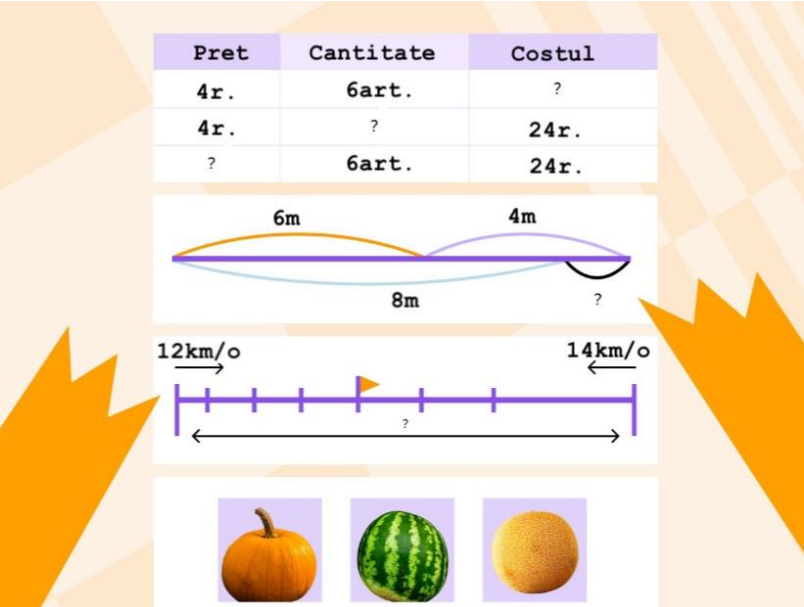 Pret Cantitate Costul
4r. 6art. ?
4r. ? 24r.
? 6art. 24r.
6m 4m
8m ?
12km/o 14km/o
?